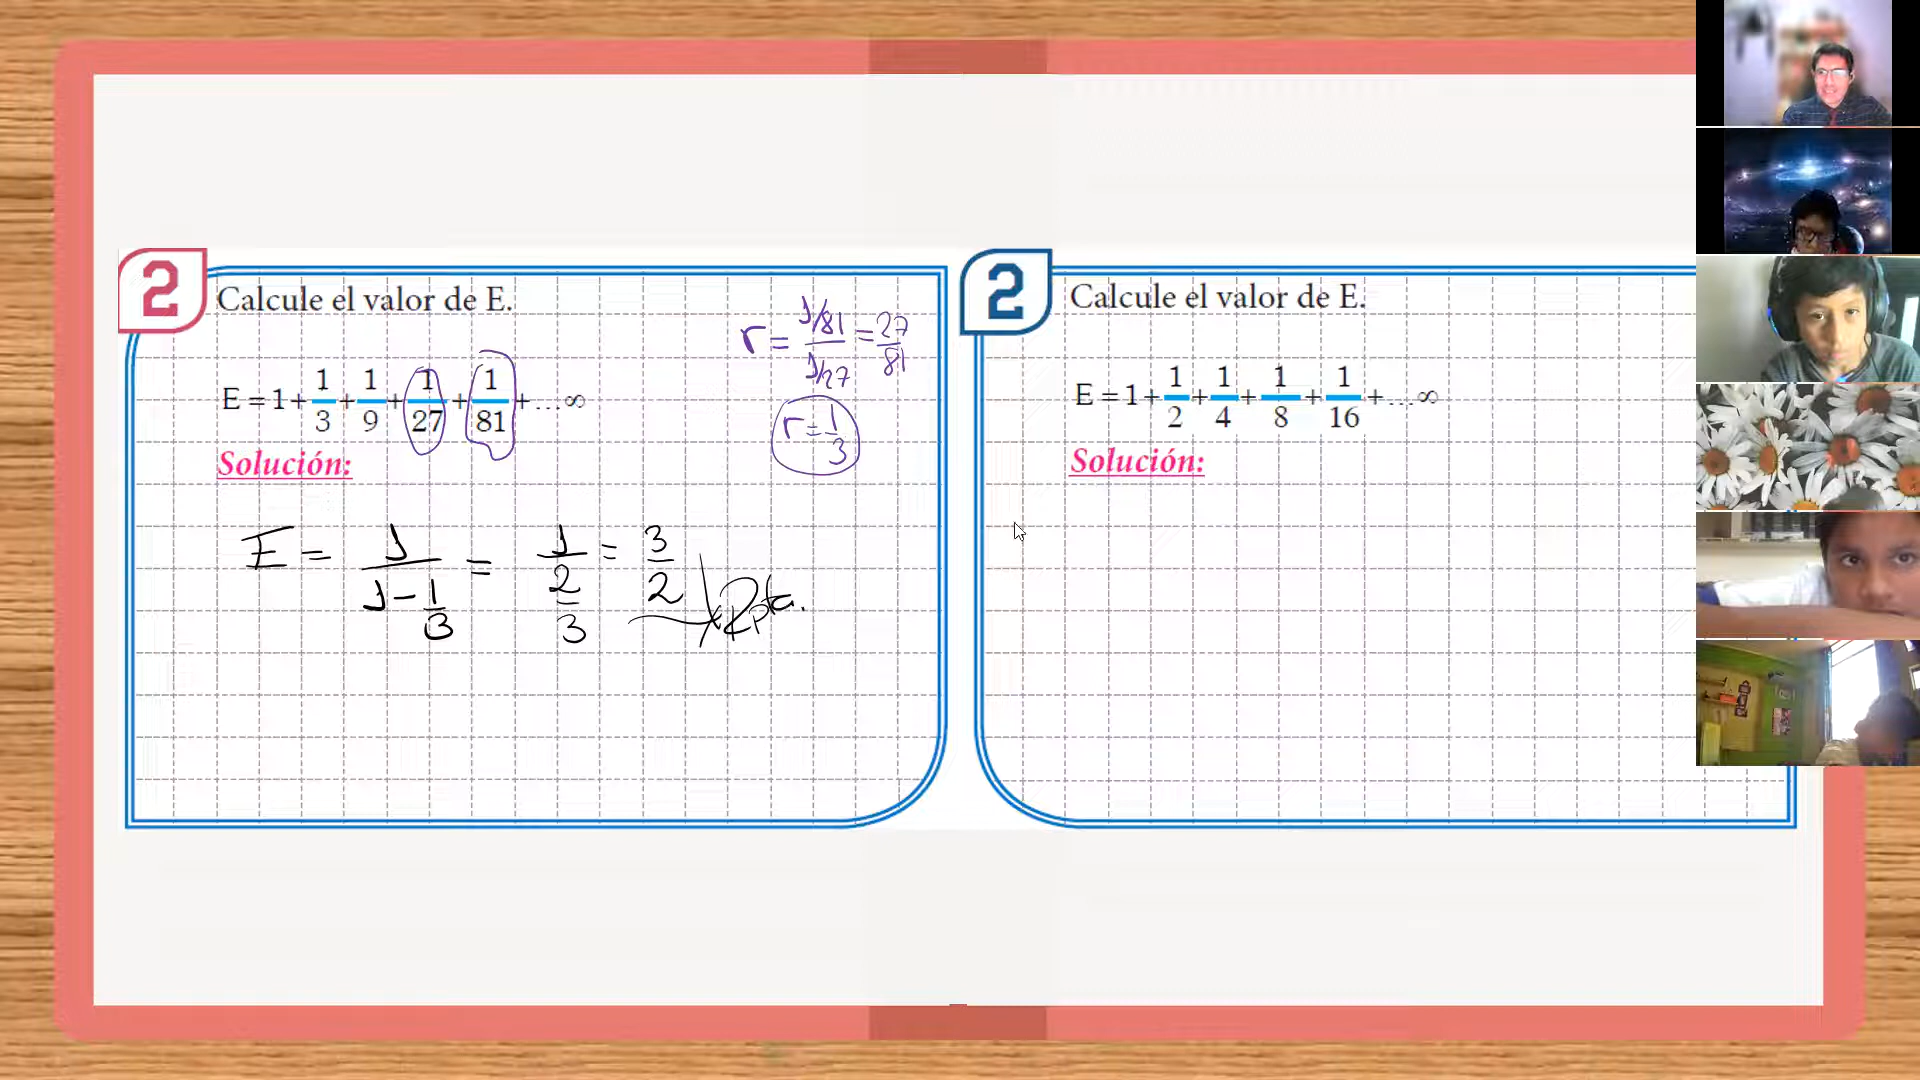 2
Calcule el valor de E.
E = 1 + 1/3 + 1/9 + 1/27 + 1/81 + ...∞
r = 1/81 / 1/27 = 27/81
r = 1/3
Solución:
E = 1 / 1 - 1/3 = 1 / 2/3 = 3/2 Rpta.
2
Calcule el valor de E.
E = 1 + 1/2 + 1/4 + 1/8 + 1/16 + ...∞
Solución: